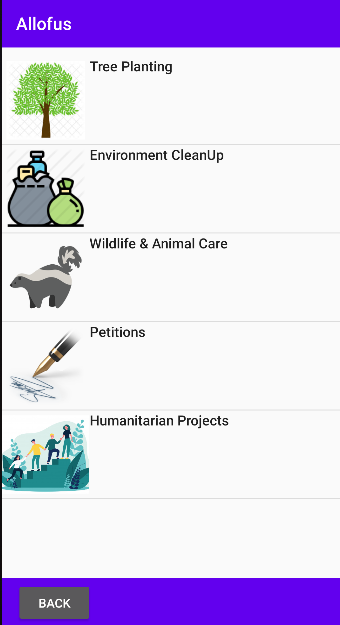 Allofus
Tree Planting
Environment CleanUp
Wildlife & Animal Care
Petitions
Humanitarian Projects
BACK